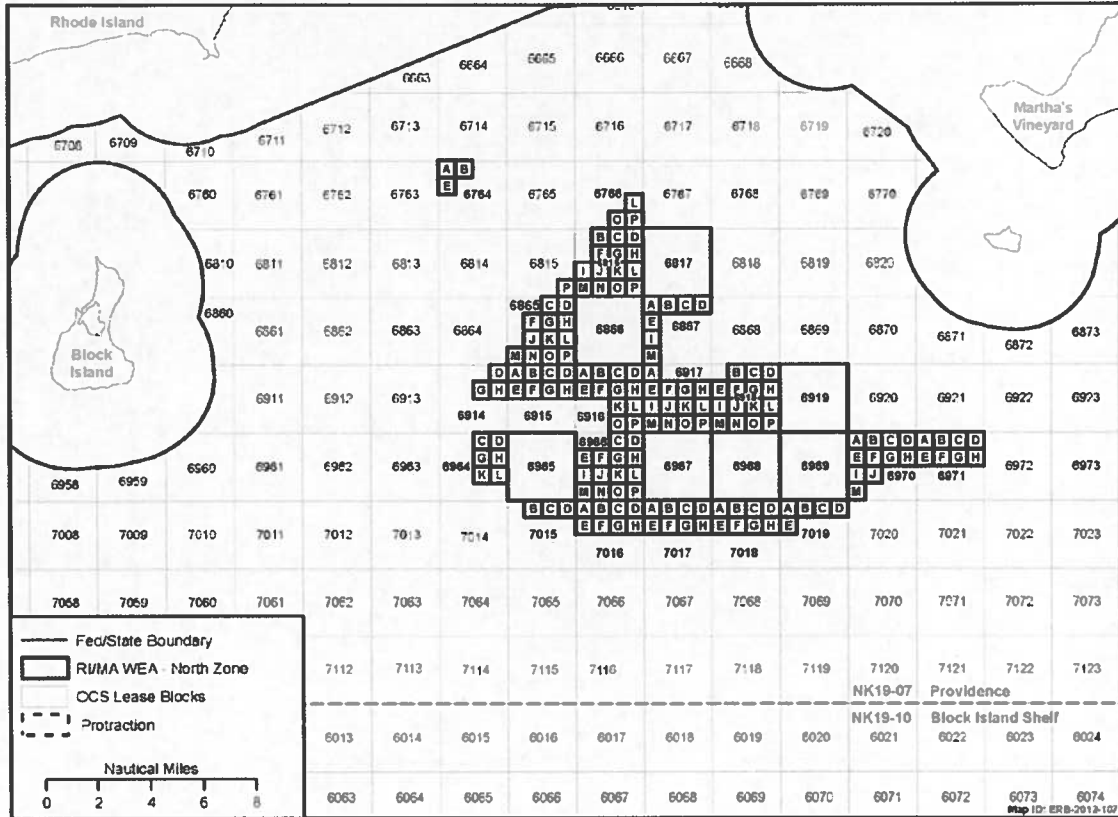 Rhode Island
6663 6664 6665 6666 6667 6668
Martha's
Vineyard
6708 6709 6710 6711 6712 6713 6714 6715 6716 6717 6718 6719 6720
A B
E
6760 6761 6762 6763 6764 6765 6766 6767 6768 6769 6770
L
O P
B C D
F G H
6810 6811 6812 6813 6814 6815 I J K L 6817 6818 6819 6820
P M N O P
6860 6861 6862 6863 6864 6865 C D 6866 A B C D 6867 6868 6869 6870 6871 6872 6873
F G H E
J K L I
M N O P M
Block
Island
D A B C D A B C D A 6917 B C D
G H E F G H E F G H E F G H E F G H
6911 6912 6913 6914 6915 6916 K L I J K L I J K L 6919 6920 6921 6922 6923
O P M N O P M N O P
C D 6966 C D A B C D A B C D
G H E F G H E F G H E F G H
K L I J K L I J
M N O P M
6958 6959 6960 6961 6962 6963 6964 6965 6967 6968 6969 6970 6971 6972 6973
B C D A B C D A B C D A B C D A B C D
E F G H E F G H E F G H E
7008 7009 7010 7011 7012 7013 7014 7015 7016 7017 7018 7019 7020 7021 7022 7023
7058 7059 7060 7061 7062 7063 7064 7065 7066 7067 7068 7069 7070 7071 7072 7073
7112 7113 7114 7115 7116 7117 7118 7119 7120 7121 7122 7123
NK19-07 Providence
NK19-10 Block Island Shelf
6013 6014 6015 6016 6017 6018 6019 6020 6021 6022 6023 6024
6063 6064 6065 6066 6067 6068 6069 6070 6071 6072 6073 6074
Fed/State Boundary
RI/MA WEA - North Zone
OCS Lease Blocks
Protraction
Nautical Miles
0 2 4 6 8
Map ID: ERB-2012-107